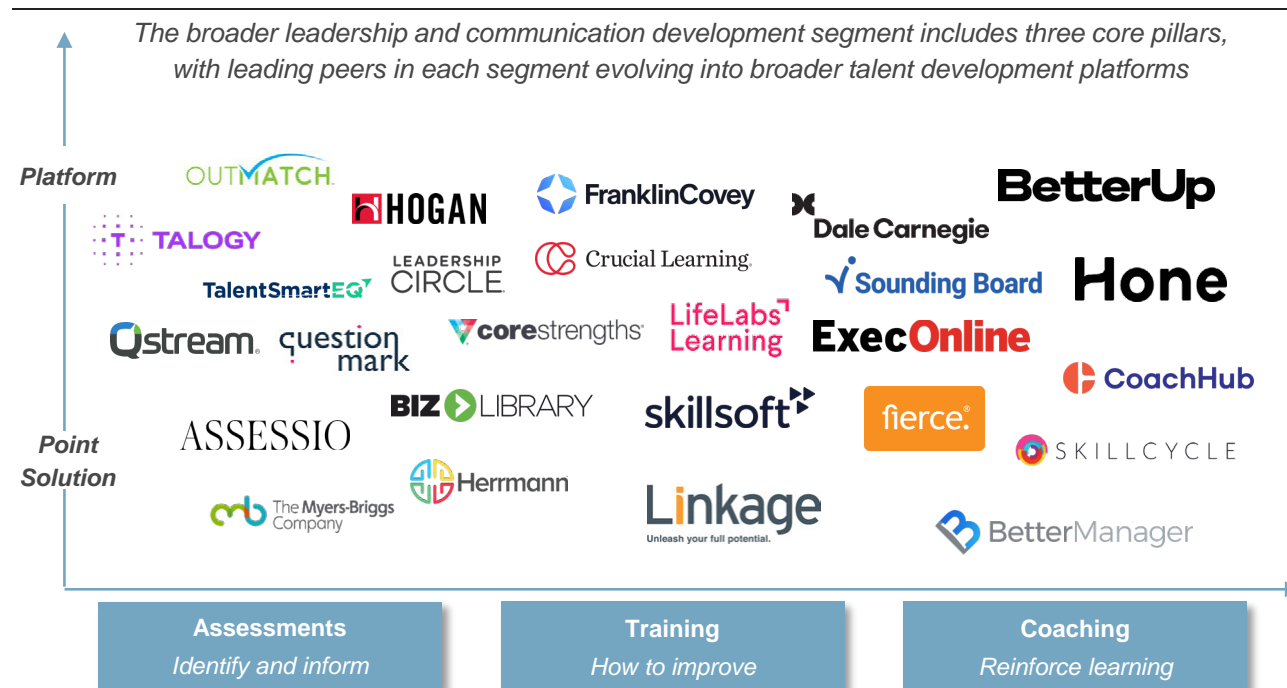 The broader leadership and communication development segment includes three core pillars,
with leading peers in each segment evolving into broader talent development platforms
Platform
OUTMATCH.
HOGAN
FranklinCovey
BetterUp
Dale Carnegie
TALOGY
T
LEADERSHIP
CIRCLE
Crucial Learning.
Sounding Board
Hone
TalentSmartEQ
Qstream.
question
mark
corestrengths
LifeLabs
Learning
ExecOnline
CoachHub
BIZ LIBRARY
skillsoft
fierce.®
ASSESSIO
SKILLCYCLE
Point
Solution
Herrmann
The Myers-Briggs
Company
Linkage
Unleash your full potential.
BetterManager
Assessments
Identify and inform
Training
How to improve
Coaching
Reinforce learning